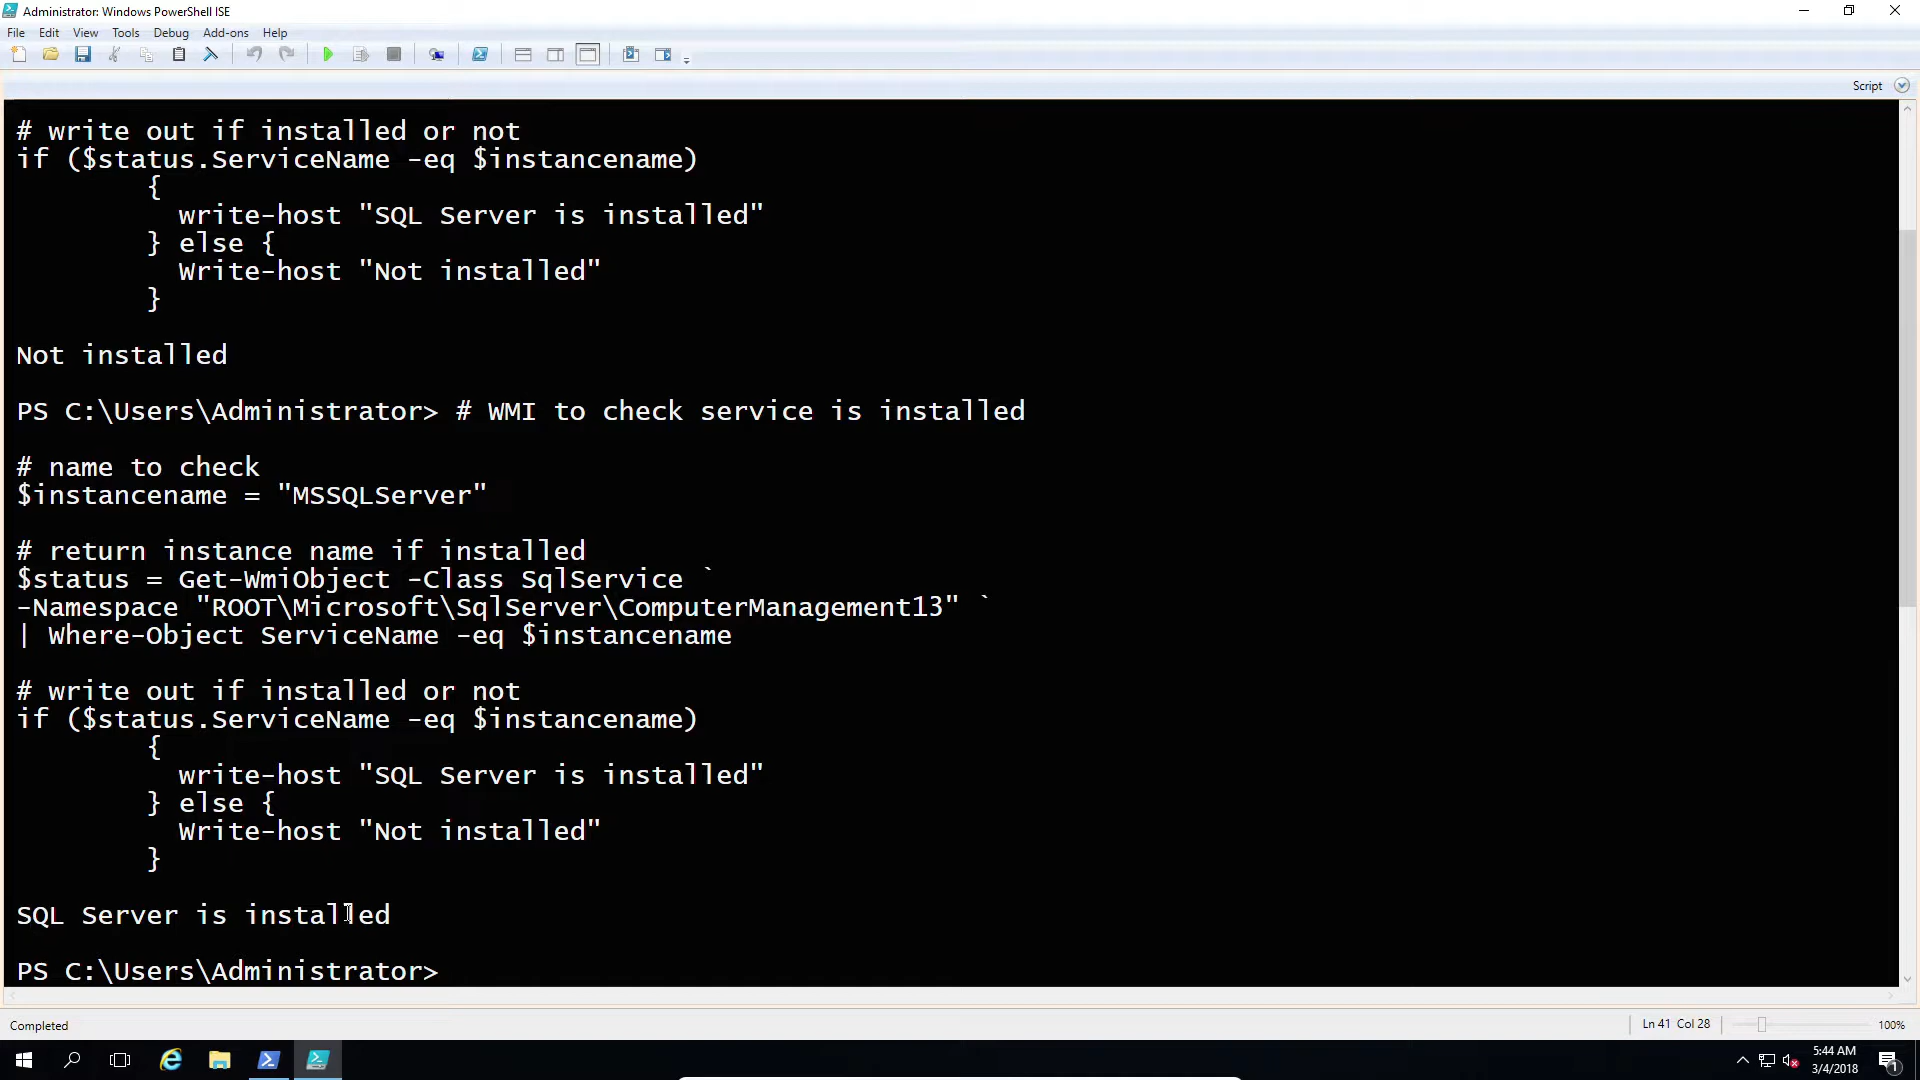 Administrator: Windows PowerShell ISE
File Edit View Tools Debug Add-ons Help
Script
# write out if installed or not
if ($status.ServiceName -eq $instancename)
{
write-host "SQL Server is installed"
} else {
Write-host "Not installed"
}
Not installed
PS C:\Users\Administrator> # WMI to check service is installed
# name to check
$instancename = "MSSQLServer"
# return instance name if installed
$status = Get-WmiObject -Class SqlService `
-Namespace "ROOT\Microsoft\SqlServer\ComputerManagement13" `
| Where-Object ServiceName -eq $instancename
# write out if installed or not
if ($status.ServiceName -eq $instancename)
{
write-host "SQL Server is installed"
} else {
Write-host "Not installed"
}
SQL Server is installed
PS C:\Users\Administrator>
Completed
Ln 41 Col 28
100%
5:44 AM
3/4/2018
1